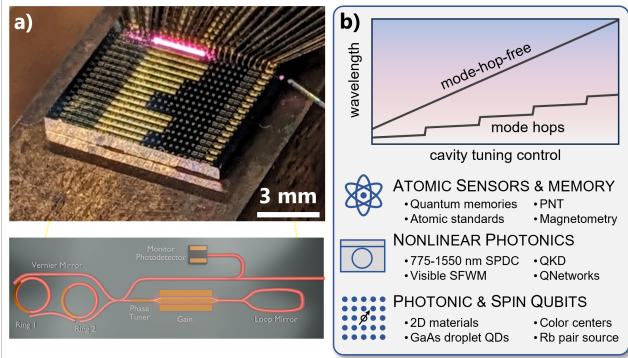 a)
3 mm
Monitor
Photodetector
Vernier Mirror
Ring 1
Ring 2
Phase
Tuner
Gain
Loop Mirror
b)
wavelength
mode-hop-free
mode hops
cavity tuning control
ATOMIC SENSORS & MEMORY
• Quantum memories • PNT
• Atomic standards • Magnetometry
NONLINEAR PHOTONICS
• 775-1550 nm SPDC • QKD
• Visible SFWM • QNetworks
PHOTONIC & SPIN QUBITS
• 2D materials • Color centers
• GaAs droplet QDs • Rb pair source